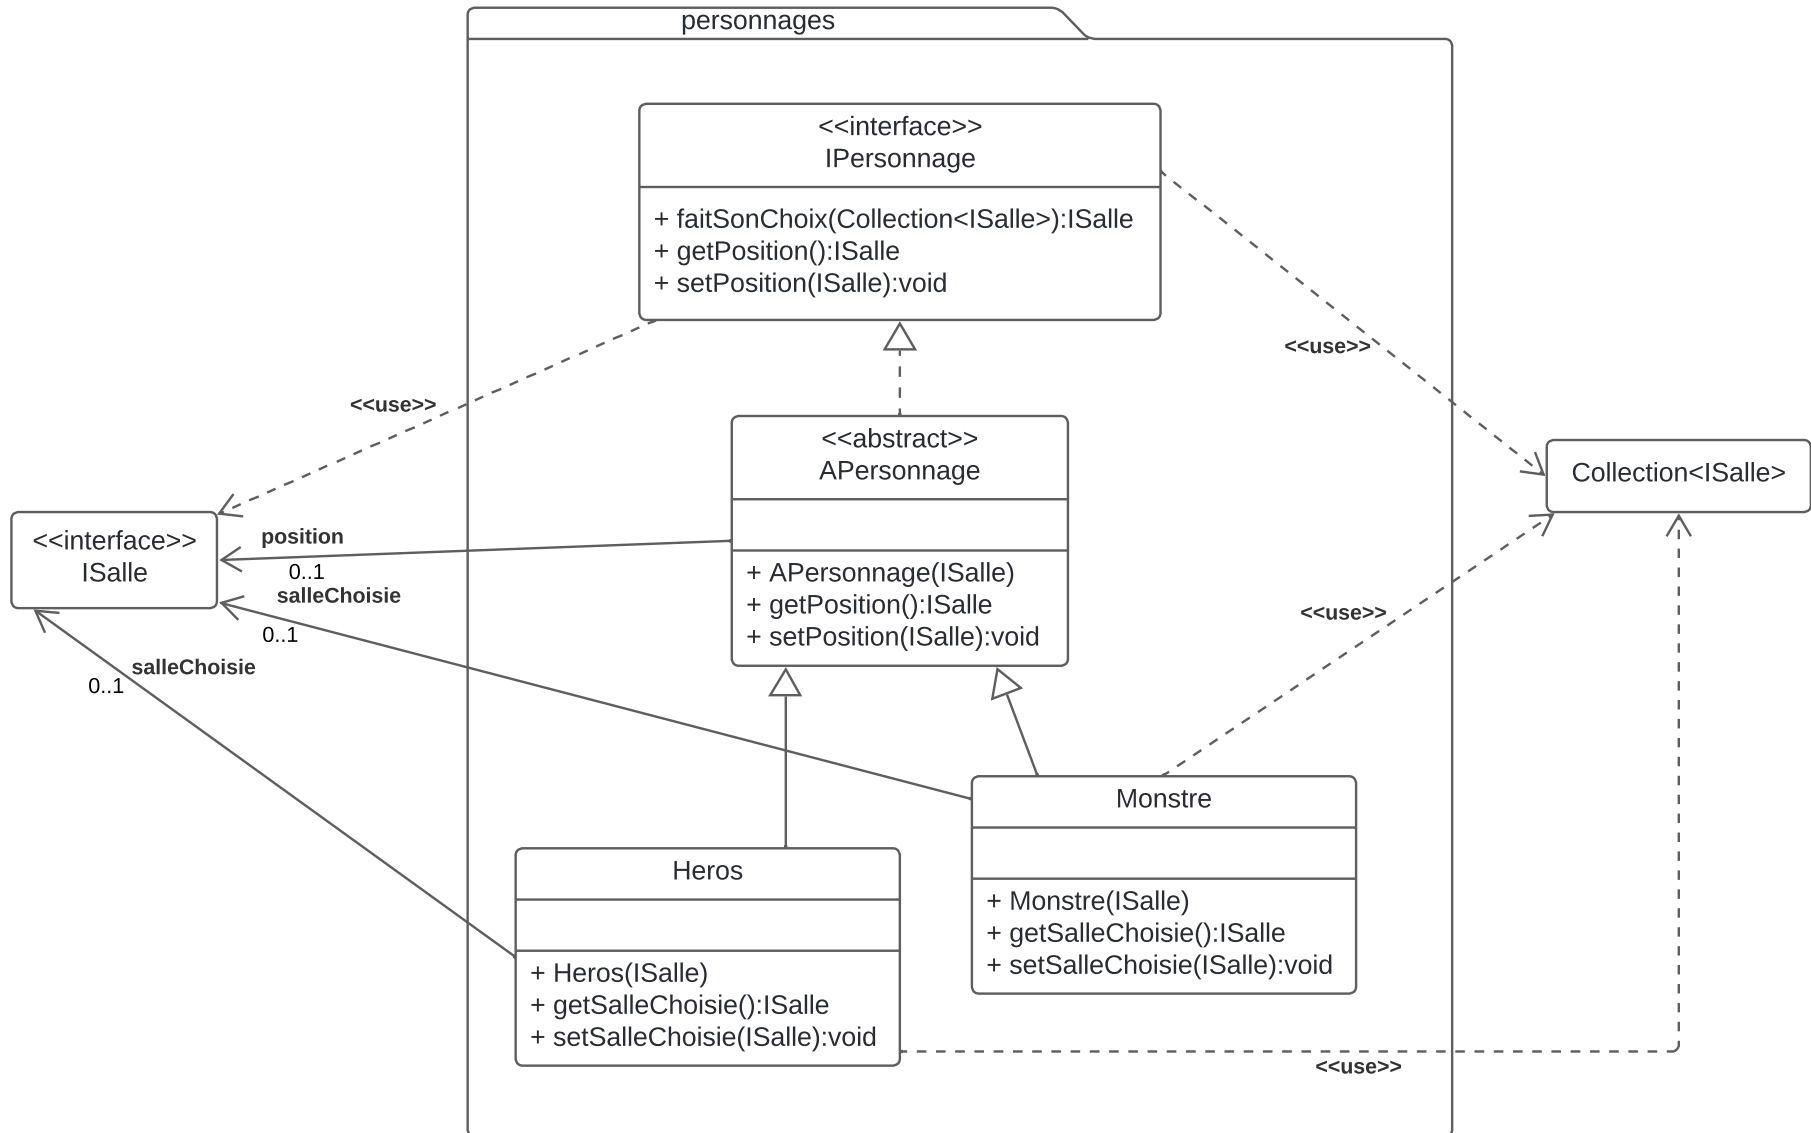 personnages
<<interface>>
IPersonnage
+ faitSonChoix(Collection<ISalle>):ISalle
+ getPosition():ISalle
+ setPosition(ISalle):void
<<use>>
<<use>>
<<abstract>>
APersonnage
+ APersonnage(ISalle)
+ getPosition():ISalle
+ setPosition(ISalle):void
Collection<ISalle>
<<interface>>
ISalle
position
0..1
salleChoisie
0..1
salleChoisie
0..1
<<use>>
Monstre
+ Monstre(ISalle)
+ getSalleChoisie():ISalle
+ setSalleChoisie(ISalle):void
Heros
+ Heros(ISalle)
+ getSalleChoisie():ISalle
+ setSalleChoisie(ISalle):void
<<use>>